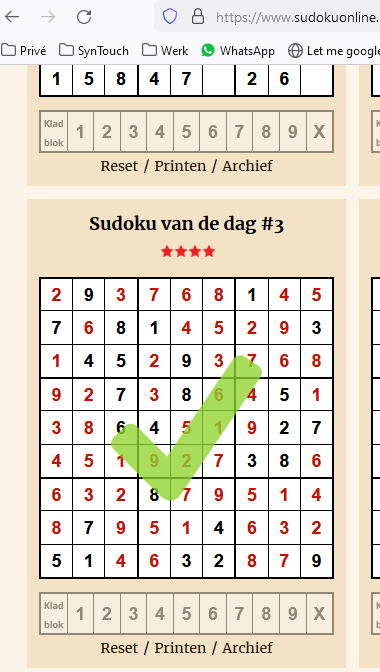 https://www.sudokuonline.
Privé SynTouch Werk WhatsApp Let me google
1 5 8 4 7 2 6
Klad blok 1 2 3 4 5 6 7 8 9 X
Reset / Printen / Archief
Sudoku van de dag #3
2 9 3 7 6 8 1 4 5
7 6 8 1 4 5 2 9 3
1 4 5 2 9 3 7 6 8
9 2 7 3 8 6 4 5 1
3 8 6 4 5 1 9 2 7
4 5 1 9 2 7 3 8 6
6 3 2 8 7 9 5 1 4
8 7 9 5 1 4 6 3 2
5 1 4 6 3 2 8 7 9
Klad blok 1 2 3 4 5 6 7 8 9 X
Reset / Printen / Archief